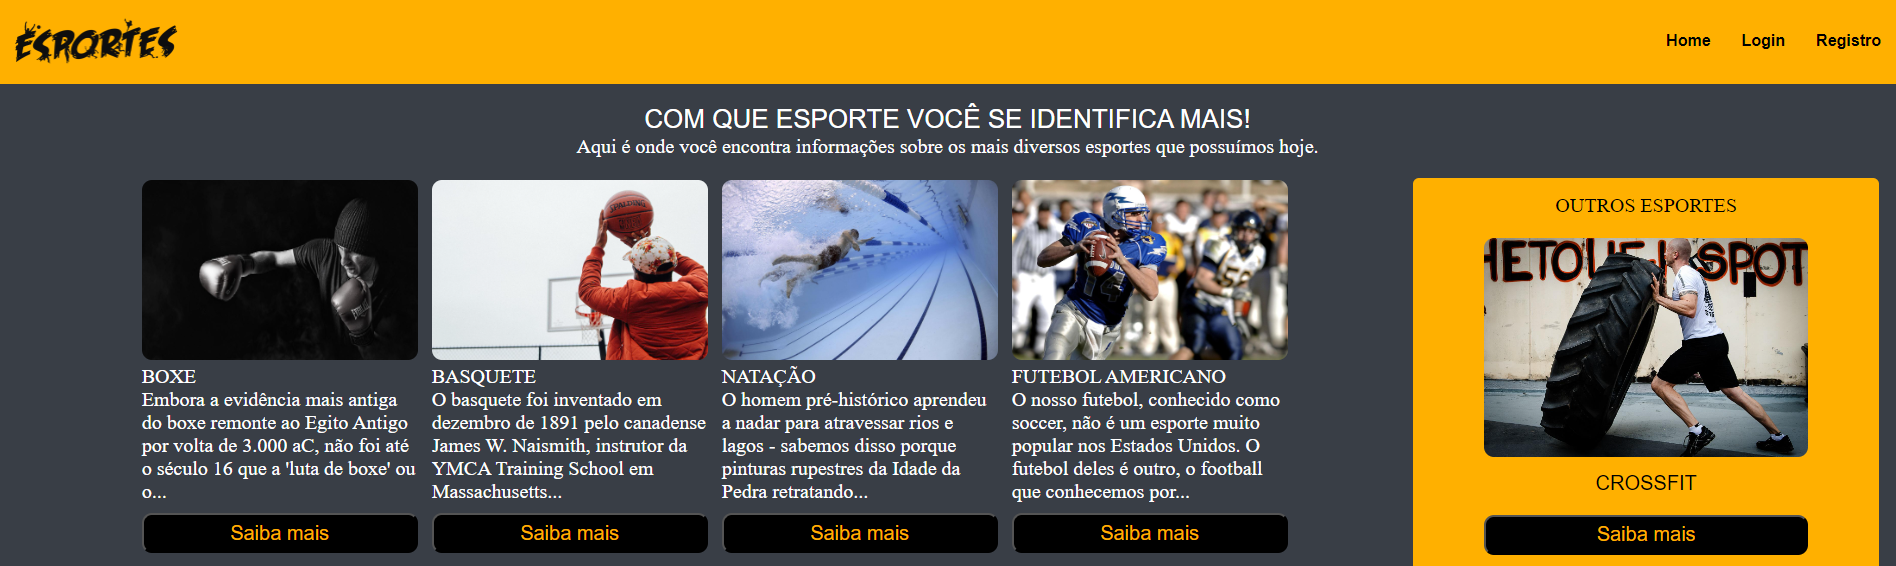 ESPORTES
Home Login Registro
COM QUE ESPORTE VOCÊ SE IDENTIFICA MAIS!
Aqui é onde você encontra informações sobre os mais diversos esportes que possuímos hoje.
BOXE
Embora a evidência mais antiga
do boxe remonte ao Egito Antigo
por volta de 3.000 aC, não foi até
o século 16 que a 'luta de boxe' ou
o...
Saiba mais
SPALDING
BASQUETE
O basquete foi inventado em
dezembro de 1891 pelo canadense
James W. Naismith, instrutor da
YMCA Training School em
Massachusetts...
Saiba mais
NATAÇÃO
O homem pré-histórico aprendeu
a nadar para atravessar rios e
lagos - sabemos disso porque
pinturas rupestres da Idade da
Pedra retratando...
Saiba mais
14
FUTEBOL AMERICANO
O nosso futebol, conhecido como
soccer, não é um esporte muito
popular nos Estados Unidos. O
futebol deles é outro, o football
que conhecemos por...
Saiba mais
OUTROS ESPORTES
CROSSFIT
Saiba mais